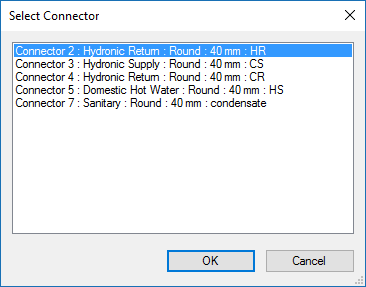 Select Connector
Connector 2 : Hydronic Return : Round : 40 mm : HR
Connector 3 : Hydronic Supply : Round : 40 mm : CS
Connector 4 : Hydronic Return : Round : 40 mm : CR
Connector 5 : Domestic Hot Water : Round : 40 mm : HS
Connector 7 : Sanitary : Round : 40 mm : condensate
OK Cancel